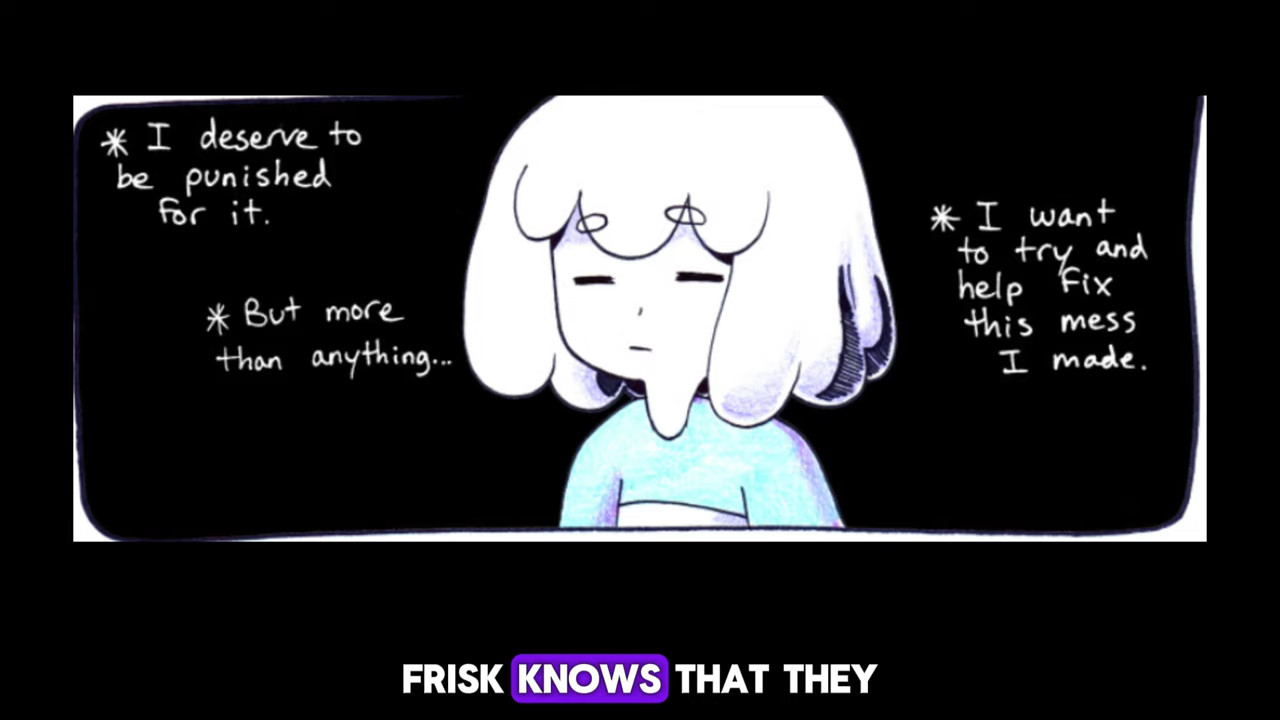 * I deserve to
be punished
for it.
* But more
than anything...
* I want
to try and
help fix
this mess
I made.
FRISK KNOWS THAT THEY